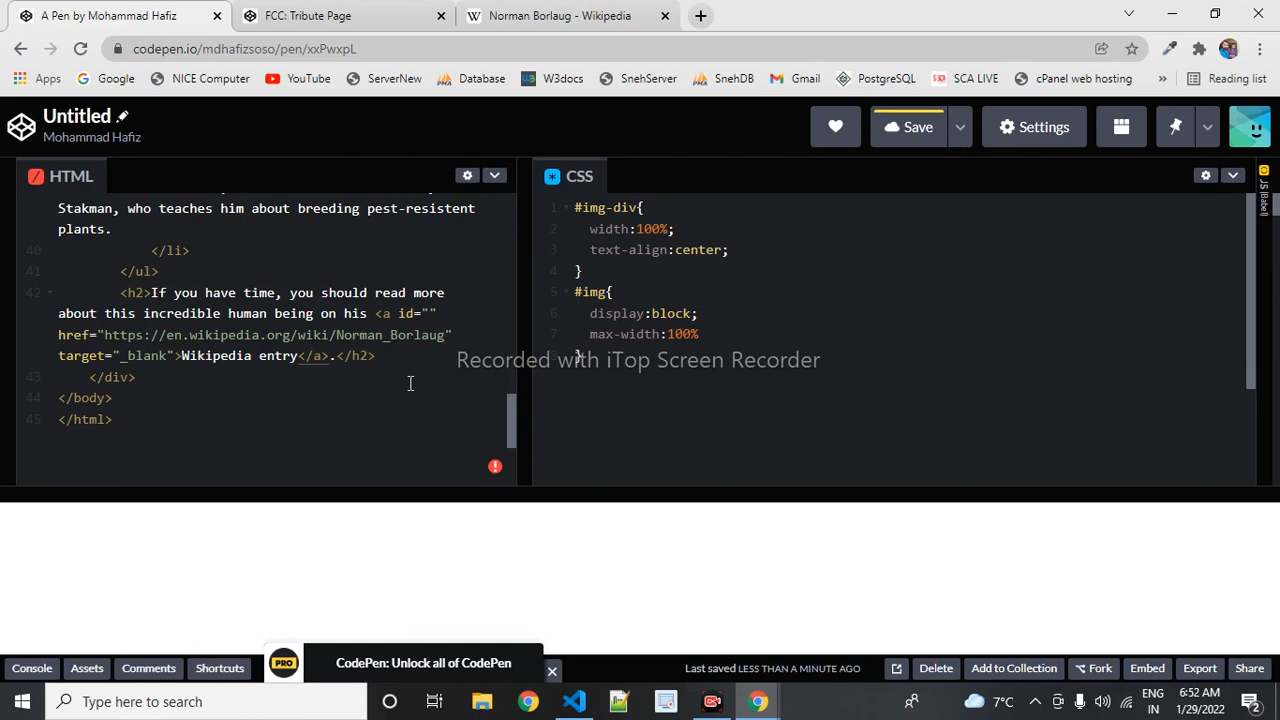 A Pen by Mohammad Hafiz
FCC: Tribute Page
Norman Borlaug - Wikipedia
codepen.io/mdhafizsoso/pen/xxPwxpL
Apps
Google
NICE Computer
YouTube
ServerNew
Database
W3docs
SnehServer
SnehDB
Gmail
PostgreSQL
SCA LIVE
cPanel web hosting
»
Reading list
Untitled
Mohammad Hafiz
Save
Settings
HTML
CSS
JS (Babel)
Stakman, who teaches him about breeding pest-resistent
plants.
40 </li>
41 </ul>
42 <h2>If you have time, you should read more
about this incredible human being on his <a id=""
href="https://en.wikipedia.org/wiki/Norman_Borlaug"
target="_blank">Wikipedia entry</a>.</h2>
43 </div>
44 </body>
45 </html>
1 #img-div{
2 width:100%;
3 text-align:center;
4 }
5 #img{
6 display:block;
7 max-width:100%
8 }
Recorded with iTop Screen Recorder
PRO
CodePen: Unlock all of CodePen
Console
Assets
Comments
Shortcuts
Last saved LESS THAN A MINUTE AGO
Delete
Add to Collection
Fork
Embed
Export
Share
Type here to search
7°C
ENG
IN
6:52 AM
1/29/2022
2